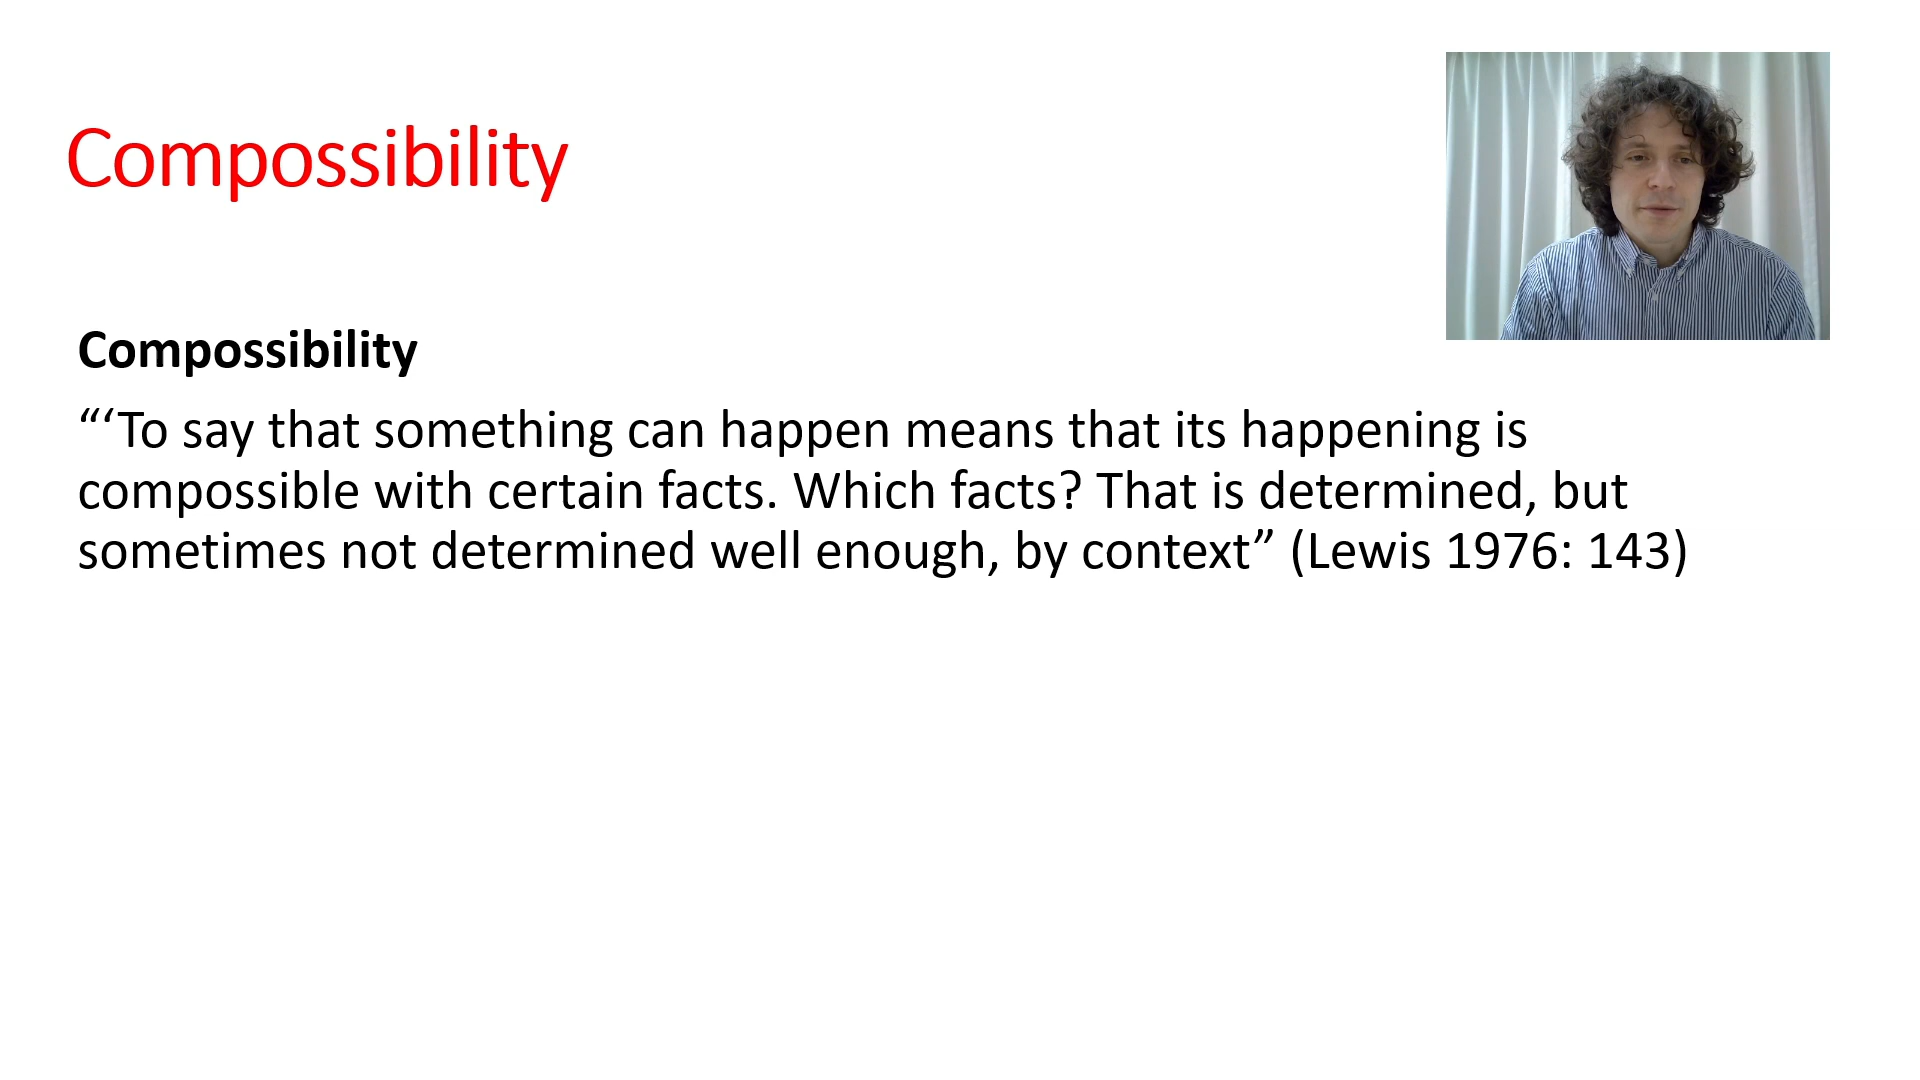 Compossibility
Compossibility
“‘To say that something can happen means that its happening is
compossible with certain facts. Which facts? That is determined, but
sometimes not determined well enough, by context” (Lewis 1976: 143)